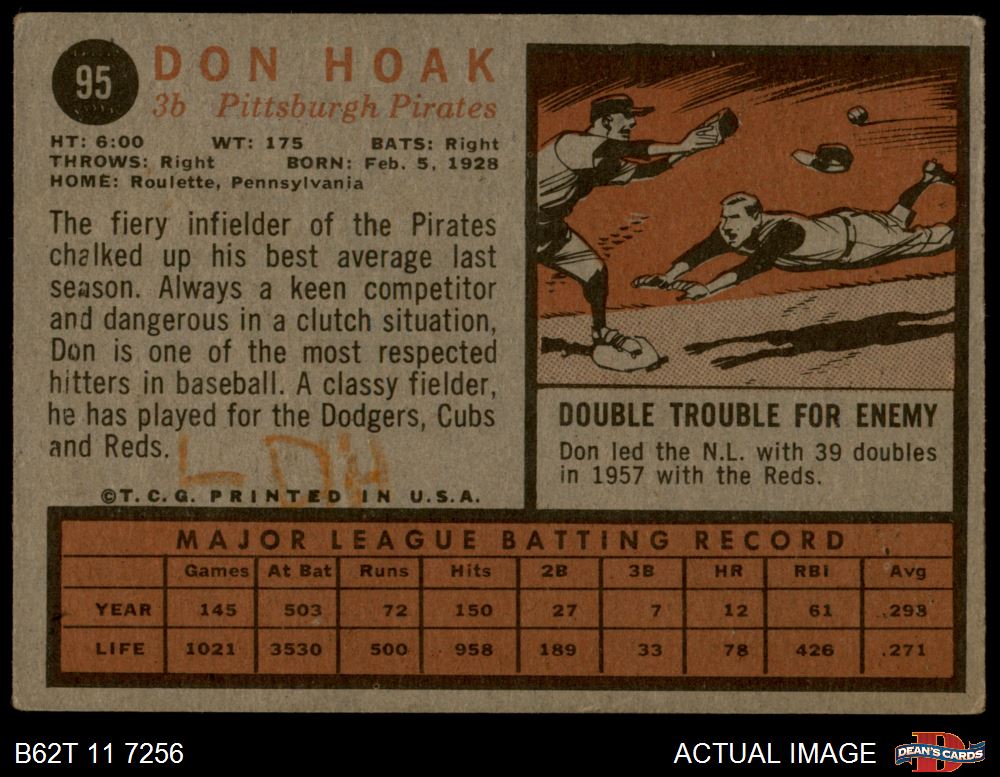 95
DON HOAK
3b Pittsburgh Pirates
HT: 6:00 WT: 175 BATS: Right
THROWS: Right BORN: Feb. 5, 1928
HOME: Roulette, Pennsylvania
The fiery infielder of the Pirates
chalked up his best average last
season. Always a keen competitor
and dangerous in a clutch situation,
Don is one of the most respected
hitters in baseball. A classy fielder,
he has played for the Dodgers, Cubs
and Reds.
©T.C.G. PRINTED IN U.S.A.
DOUBLE TROUBLE FOR ENEMY
Don led the N.L. with 39 doubles
in 1957 with the Reds.
MAJOR LEAGUE BATTING RECORD
Games At Bat Runs Hits 2B 3B HR RBI Avg
YEAR 145 503 72 150 27 7 12 61 .298
LIFE 1021 3530 500 958 189 33 78 426 .271
B62T 11 7256
ACTUAL IMAGE
DEAN'S CARDS